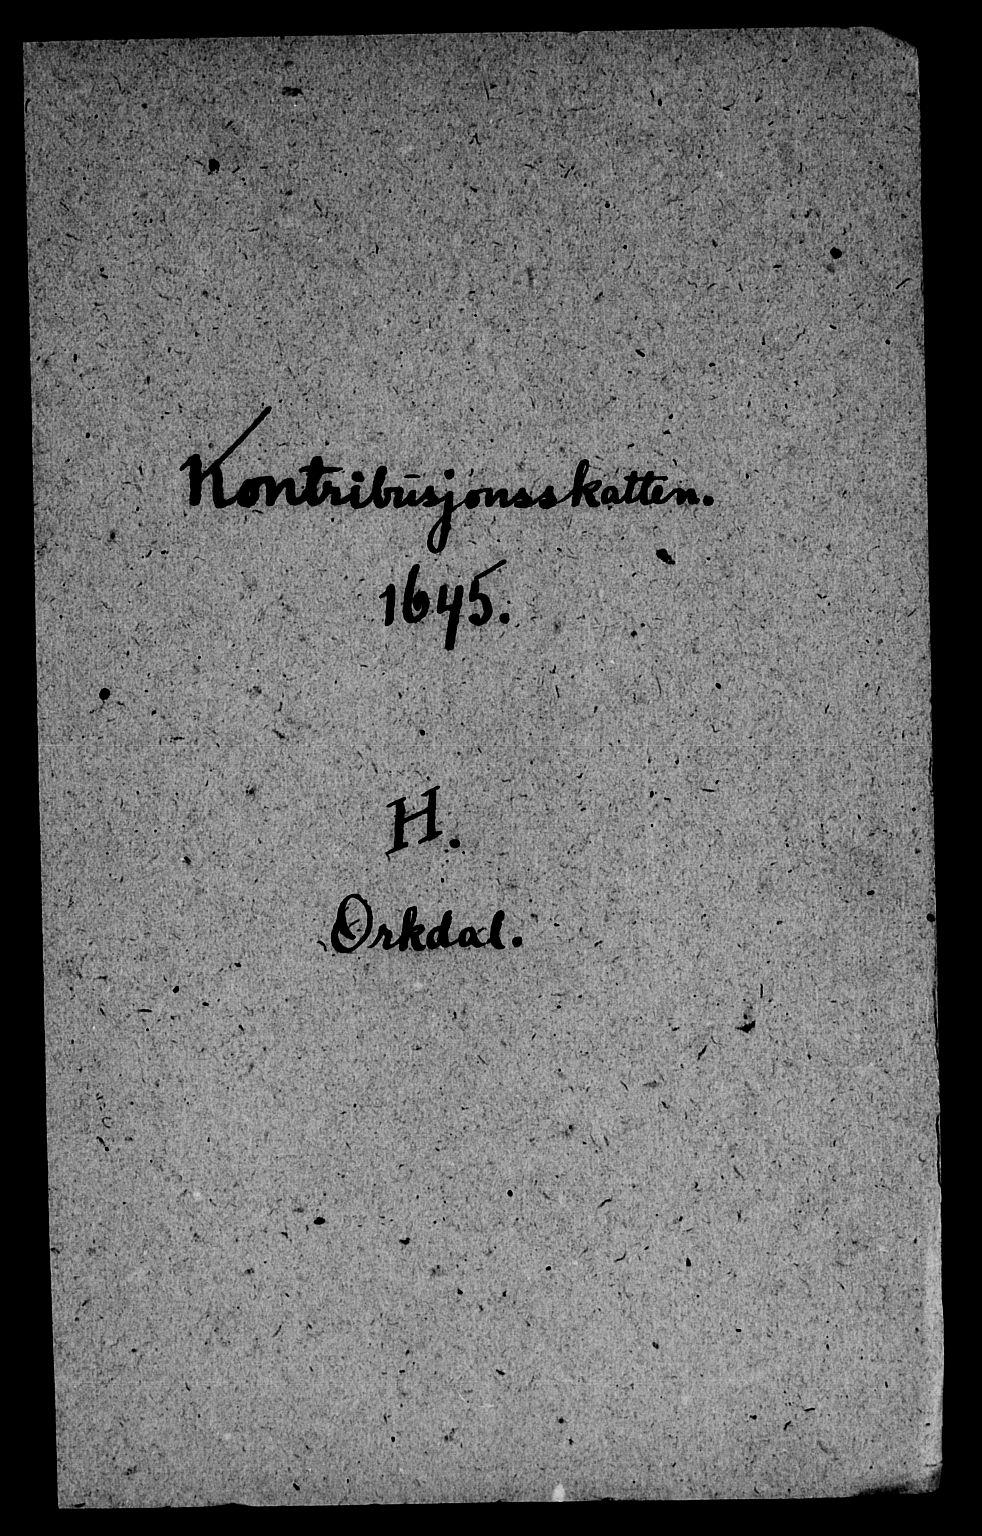 Kontribusjonsskatten.
1645.
H.
Orkdal.